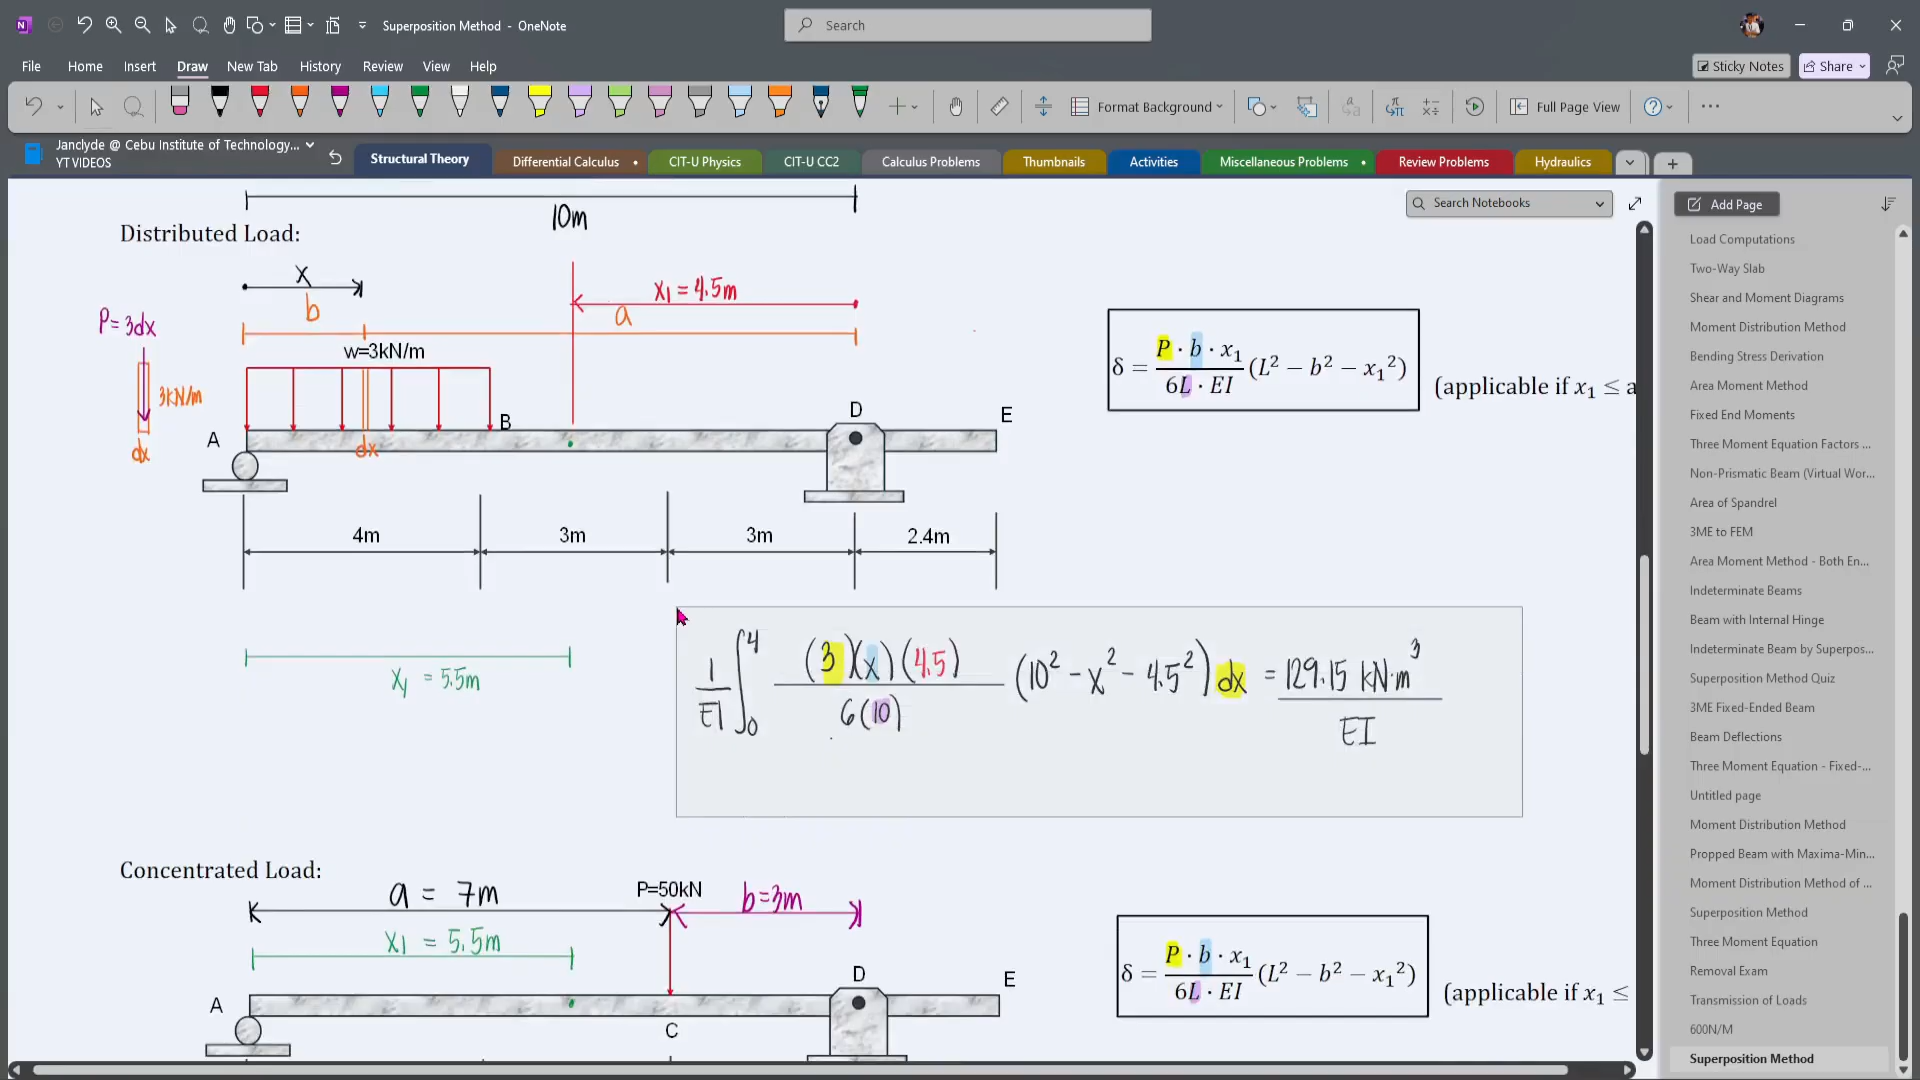 Superposition Method - OneNote
Search
File Home Insert Draw New Tab History Review View Help
Sticky Notes
Share
Format Background
Full Page View
Janclyde @ Cebu Institute of Technology...
YT VIDEOS
Structural Theory
Differential Calculus
CIT-U Physics
CIT-U CC2
Calculus Problems
Thumbnails
Activities
Miscellaneous Problems
Review Problems
Hydraulics
Search Notebooks
Add Page
10m
Distributed Load:
x
x₁ = 4.5m
b
a
P = 3dx
w=3kN/m
3kN/m
dx
A
B
D
E
dx
4m
3m
3m
2.4m
δ = P · b · x₁ / 6L · EI (L² − b² − x₁²)
(applicable if x₁ ≤ a
x₁ = 5.5m
1/EI ∫₀⁴ (3)(x)(4.5) / 6(10) (10² - x² - 4.5²) dx = 129.15 kN·m³ / EI
Concentrated Load:
a = 7m
P=50kN
b=3m
x₁ = 5.5m
A
C
D
E
δ = P · b · x₁ / 6L · EI (L² − b² − x₁²)
(applicable if x₁ ≤
Load Computations
Two-Way Slab
Shear and Moment Diagrams
Moment Distribution Method
Bending Stress Derivation
Area Moment Method
Fixed End Moments
Three Moment Equation Factors ...
Non-Prismatic Beam (Virtual Wor...
Area of Spandrel
3ME to FEM
Area Moment Method - Both En...
Indeterminate Beams
Beam with Internal Hinge
Indeterminate Beam by Superpos...
Superposition Method Quiz
3ME Fixed-Ended Beam
Beam Deflections
Three Moment Equation - Fixed-...
Untitled page
Moment Distribution Method
Propped Beam with Maxima-Min...
Moment Distribution Method of ...
Superposition Method
Three Moment Equation
Removal Exam
Transmission of Loads
600N/M
Superposition Method